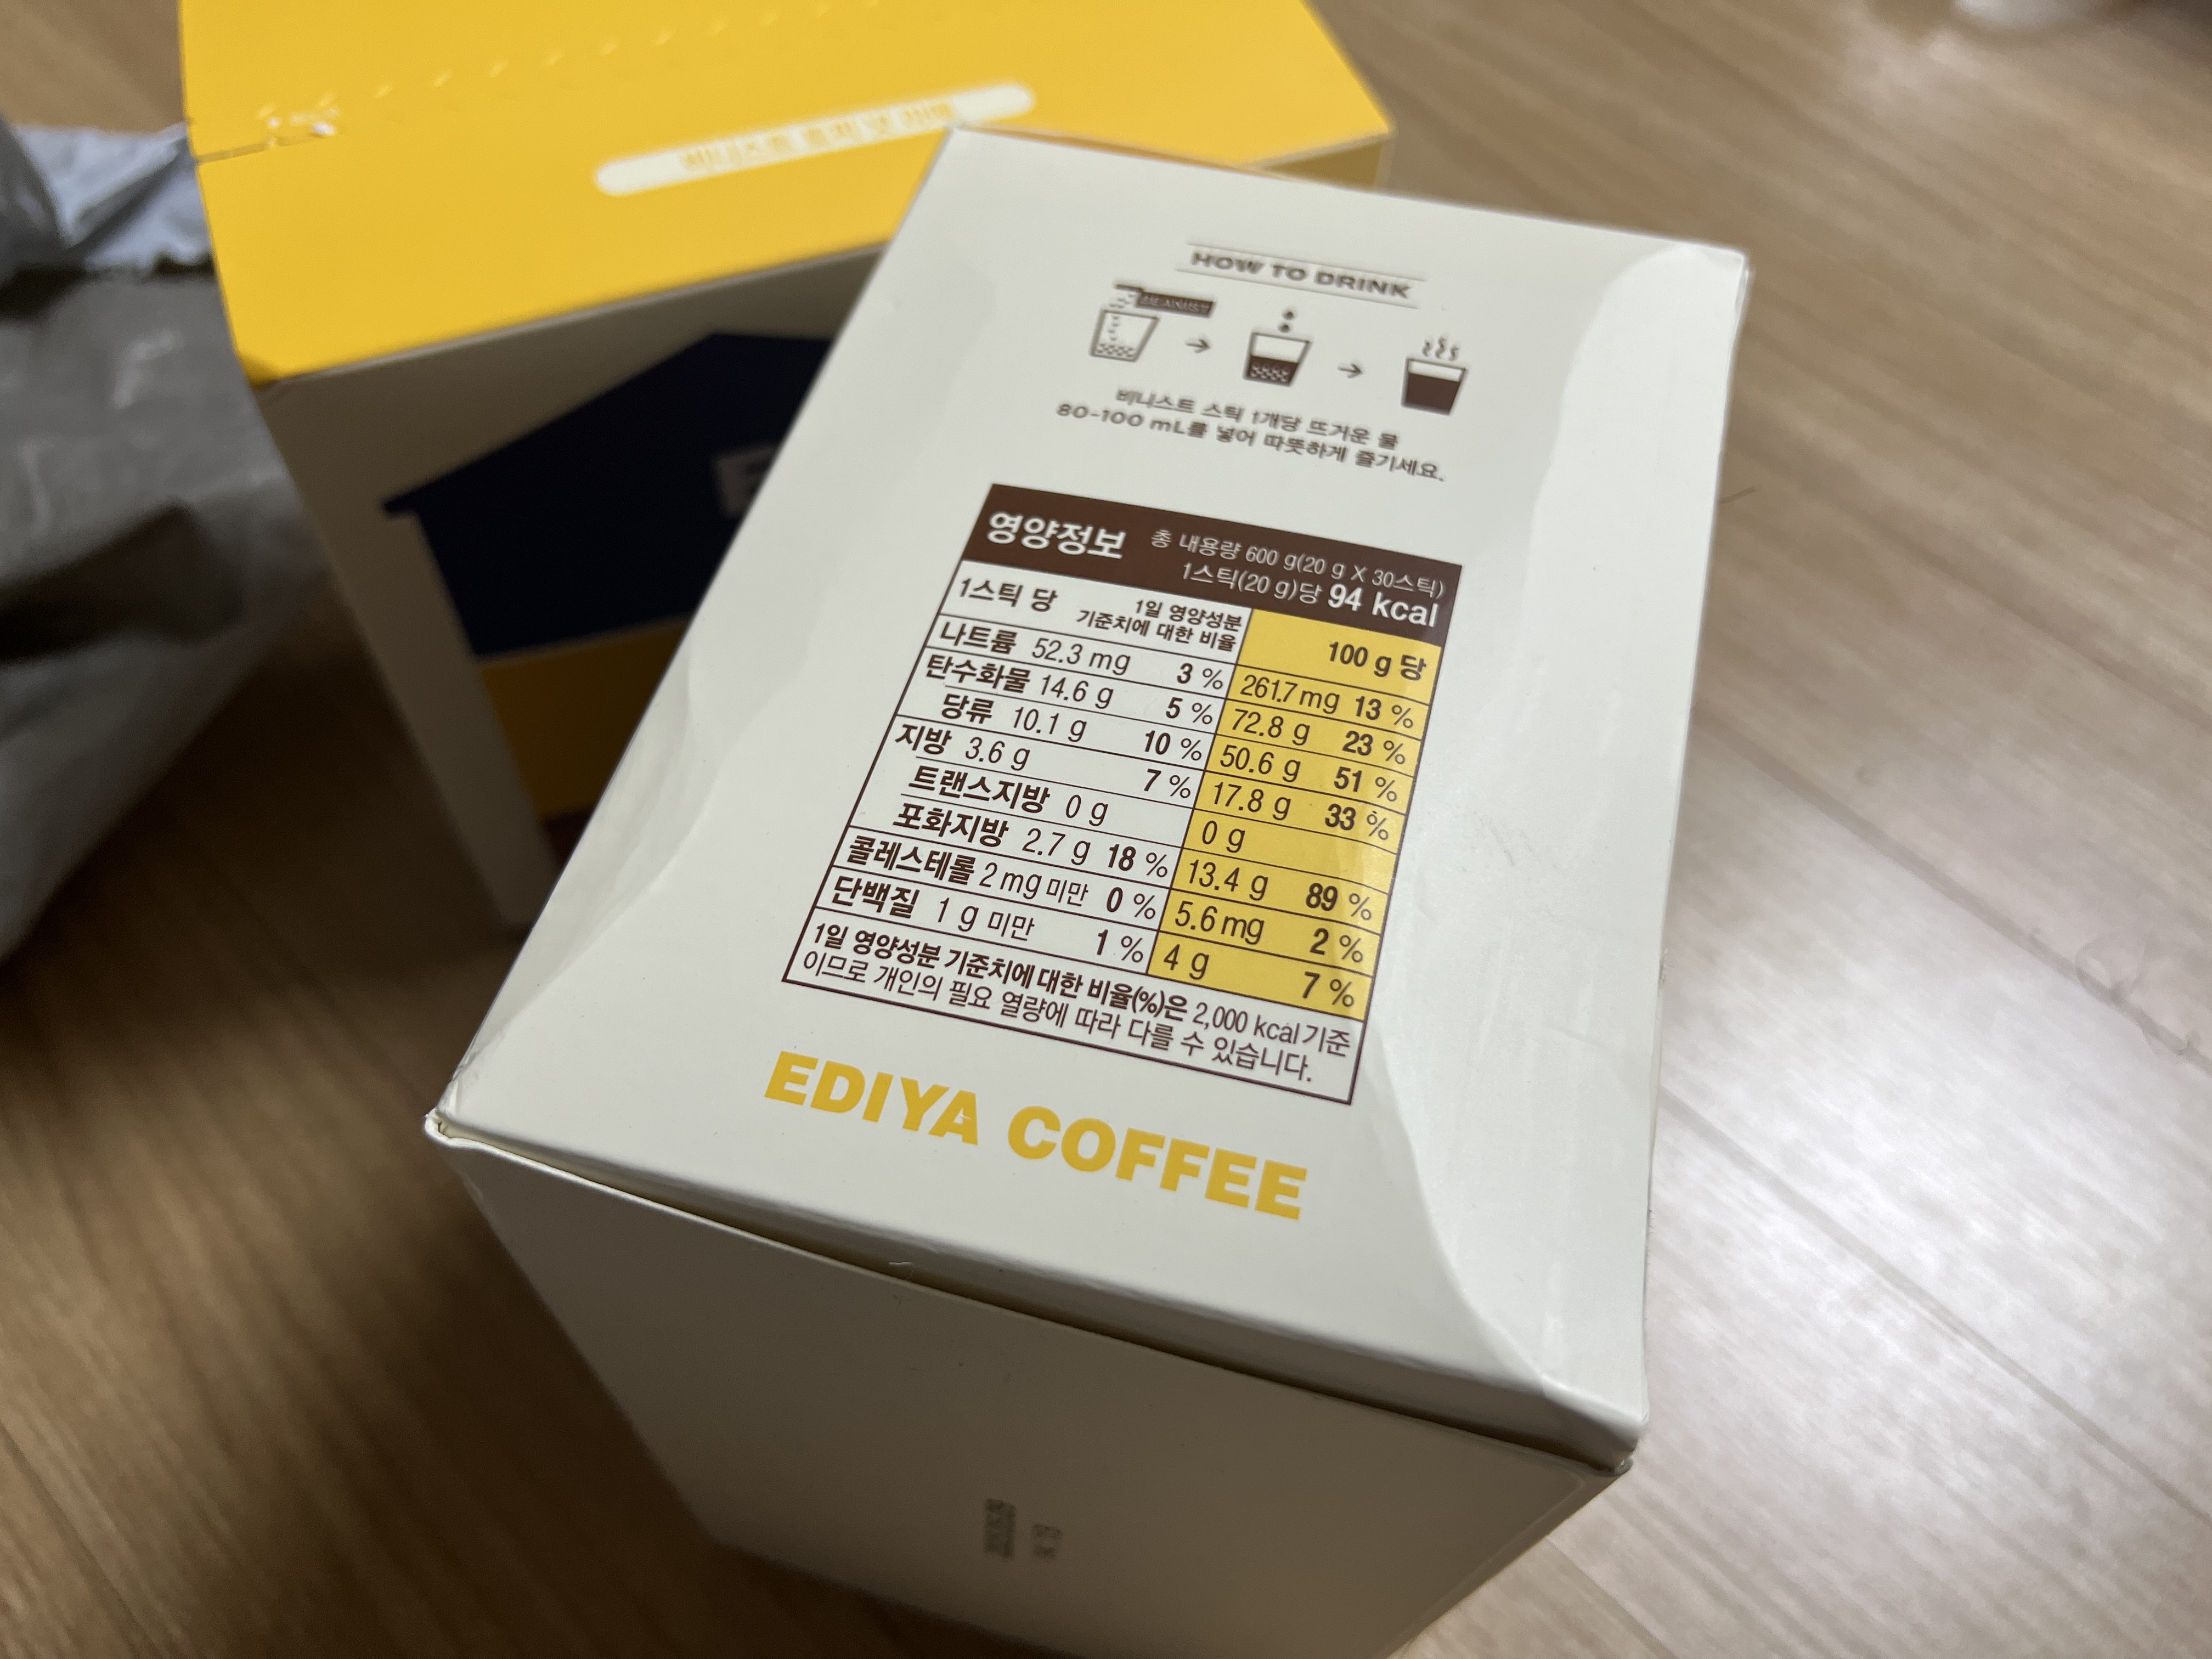 HOW TO DRINK
BEANIST
비니스트 스틱 1개당 뜨거운 물
80-100 mL를 넣어 따뜻하게 즐기세요.
영양정보
총 내용량 600 g(20 g X 30스틱)
1스틱(20 g)당 94 kcal
1스틱 당 1일 영양성분 기준치에 대한 비율 100 g 당
나트륨 52.3 mg 3 % 261.7 mg 13 %
탄수화물 14.6 g 5 % 72.8 g 23 %
당류 10.1 g 10 % 50.6 g 51 %
지방 3.6 g 7 % 17.8 g 33 %
트랜스지방 0 g 0 g
포화지방 2.7 g 18 % 13.4 g 89 %
콜레스테롤 2 mg 미만 0 % 5.6 mg 2 %
단백질 1 g 미만 1 % 4 g 7 %
1일 영양성분 기준치에 대한 비율(%)은 2,000 kcal 기준
이므로 개인의 필요 열량에 따라 다를 수 있습니다.
EDIYA COFFEE